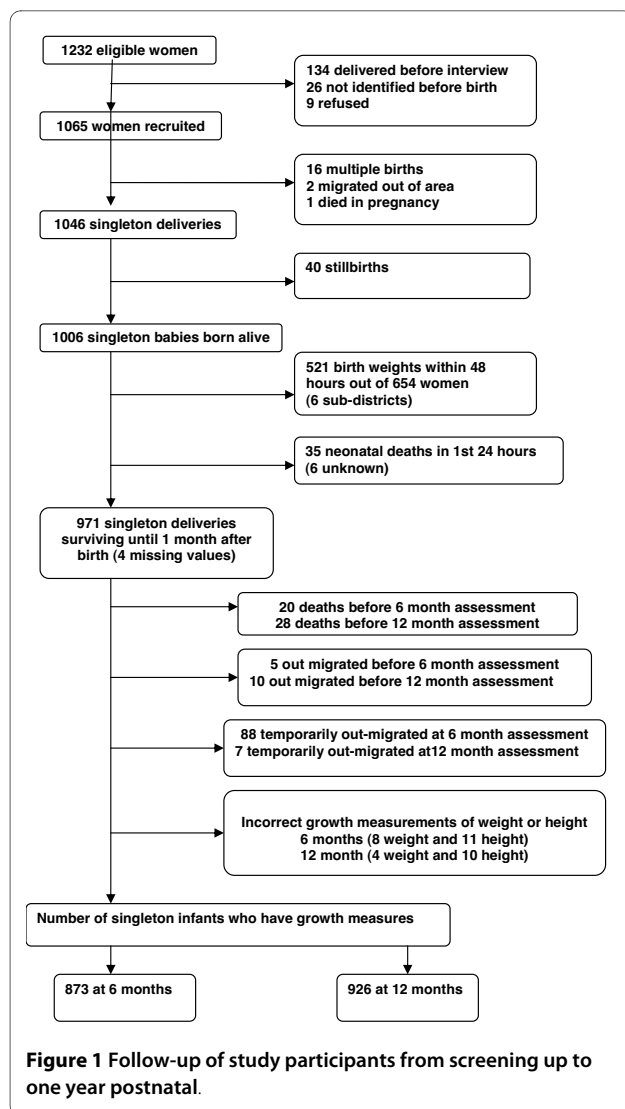 1232 eligible women
134 delivered before interview
26 not identified before birth
9 refused
1065 women recruited
16 multiple births
2 migrated out of area
1 died in pregnancy
1046 singleton deliveries
40 stillbirths
1006 singleton babies born alive
521 birth weights within 48
hours out of 654 women
(6 sub-districts)
35 neonatal deaths in 1st 24 hours
(6 unknown)
971 singleton deliveries
surviving until 1 month after
birth (4 missing values)
20 deaths before 6 month assessment
28 deaths before 12 month assessment
5 out migrated before 6 month assessment
10 out migrated before 12 month assessment
88 temporarily out-migrated at 6 month assessment
7 temporarily out-migrated at12 month assessment
Incorrect growth measurements of weight or height
6 months (8 weight and 11 height)
12 month (4 weight and 10 height)
Number of singleton infants who have growth measures
873 at 6 months
926 at 12 months
Figure 1 Follow-up of study participants from screening up to
one year postnatal.